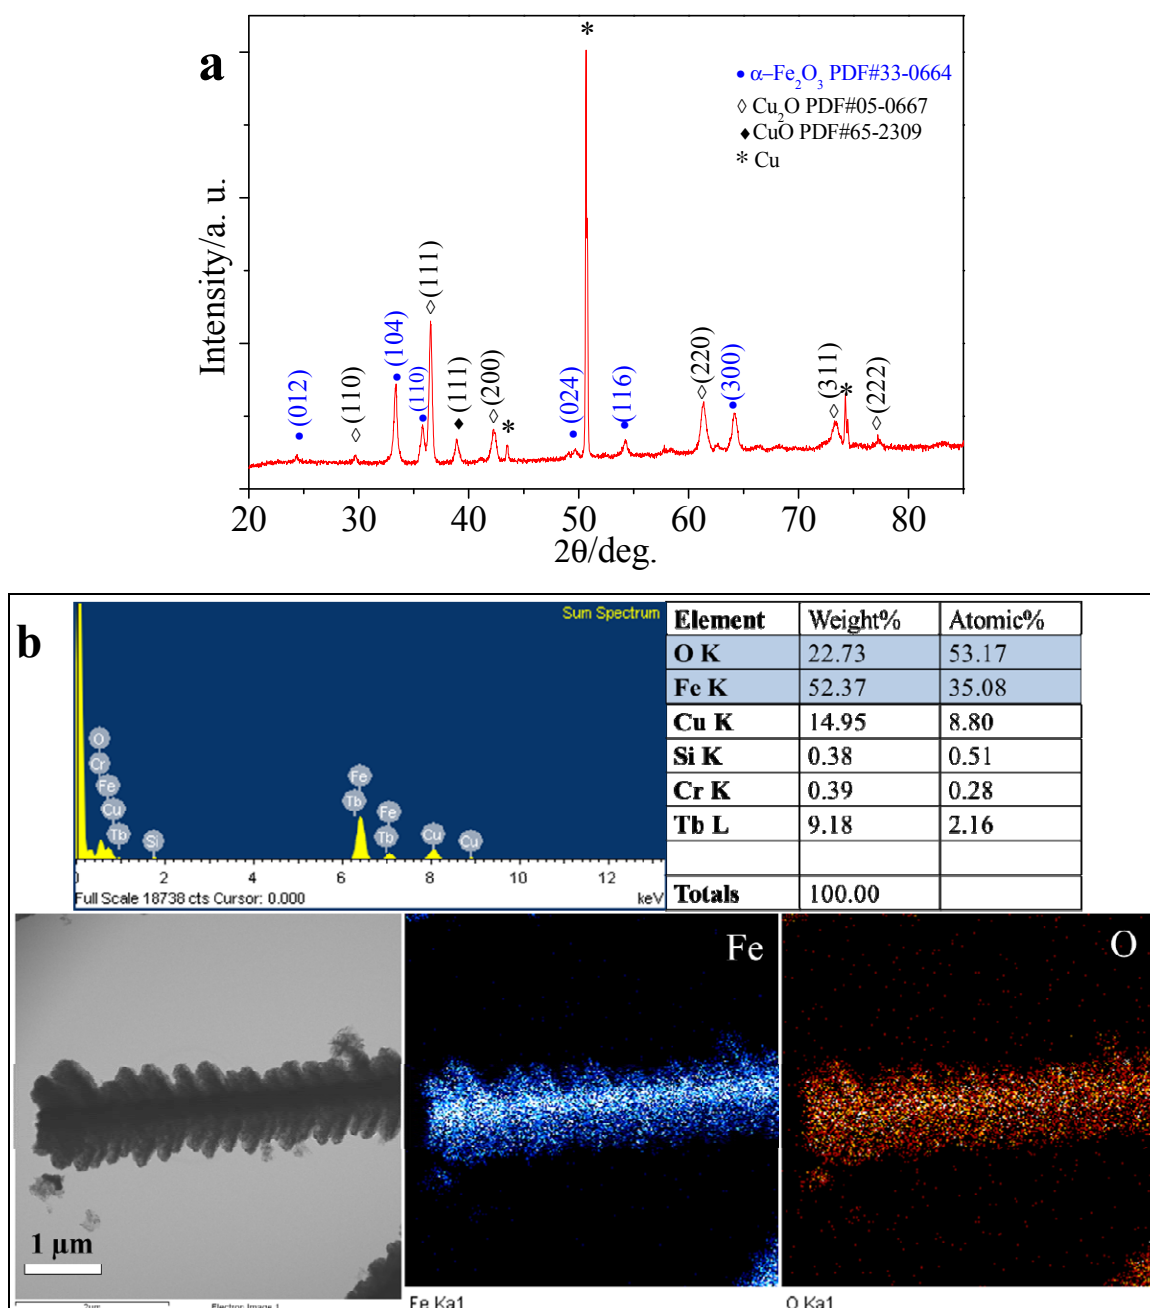 a
*
● α–Fe₂O₃ PDF#33-0664
◊ Cu₂O PDF#05-0667
♦ CuO PDF#65-2309
* Cu
Intensity/a. u.
(012)
(110)
(104)
(110)
(111)
(111)
(200)
*
(024)
(116)
(220)
(300)
(311)
*
(222)
20 30 40 50 60 70 80
2θ/deg.
b
Sum Spectrum
O
Cr
Fe
Cu
Tb
Si
Fe
Tb
Fe
Tb
Cu
Cu
0 2 4 6 8 10 12
Full Scale 18738 cts Cursor: 0.000 keV
Element Weight% Atomic%
O K 22.73 53.17
Fe K 52.37 35.08
Cu K 14.95 8.80
Si K 0.38 0.51
Cr K 0.39 0.28
Tb L 9.18 2.16
Totals 100.00
Fe
O
1 µm
2um Electron Image 1
Fe Ka1
O Ka1